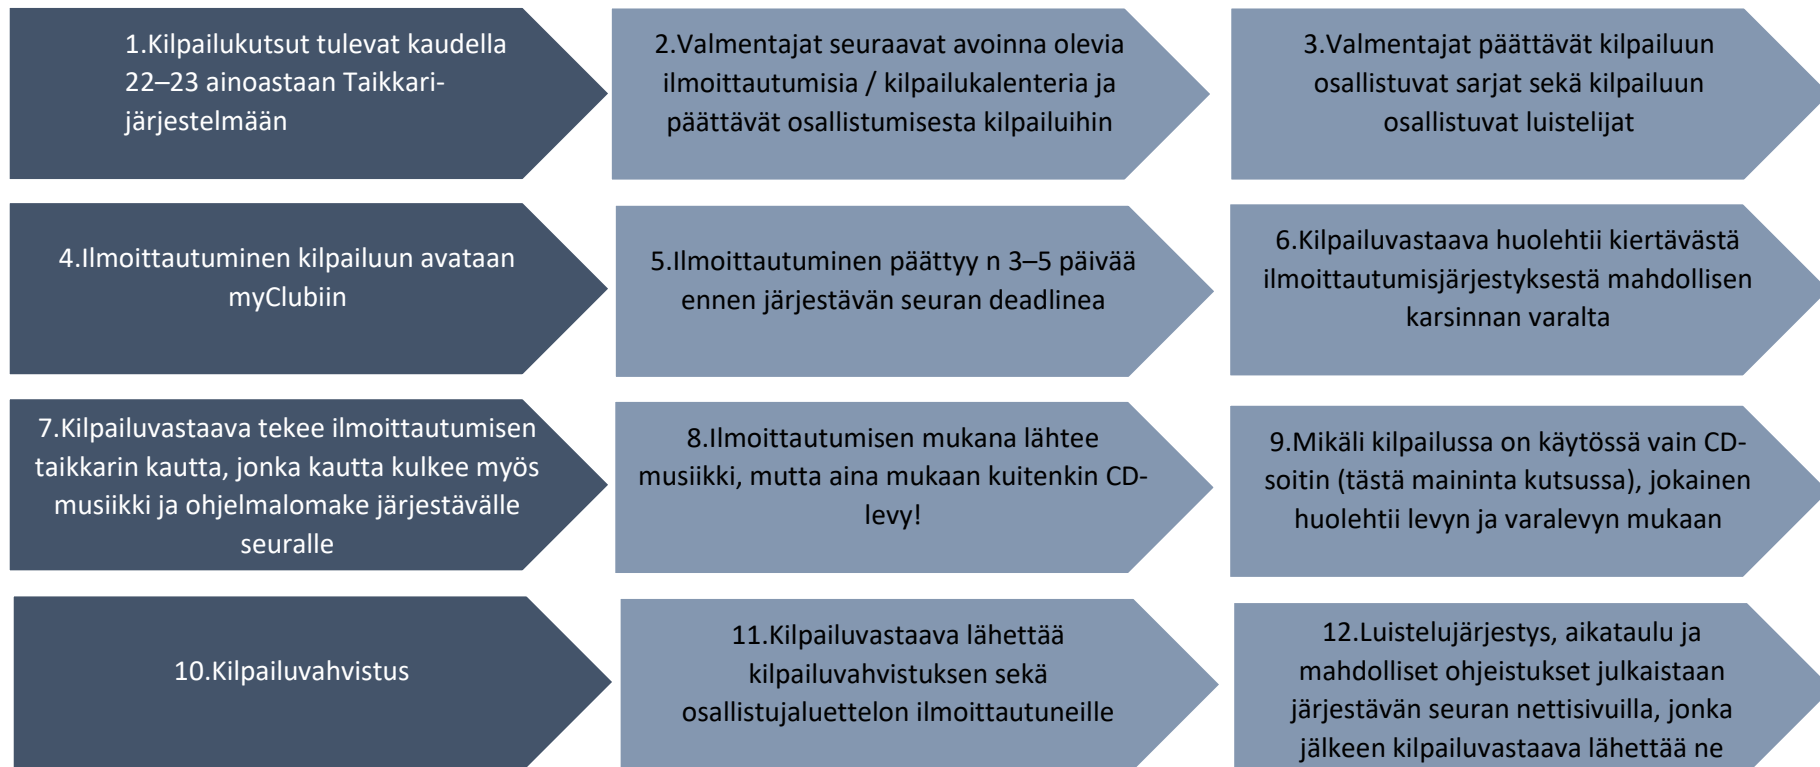 1.Kilpailukutsut tulevat kaudella
22–23 ainoastaan Taikkari-
järjestelmään
2.Valmentajat seuraavat avoinna olevia
ilmoittautumisia / kilpailukalenteria ja
päättävät osallistumisesta kilpailuihin
3.Valmentajat päättävät kilpailuun
osallistuvat sarjat sekä kilpailuun
osallistuvat luistelijat
4.Ilmoittautuminen kilpailuun avataan
myClubiin
5.Ilmoittautuminen päättyy n 3–5 päivää
ennen järjestävän seuran deadlinea
6.Kilpailuvastaava huolehtii kiertävästä
ilmoittautumisjärjestyksestä mahdollisen
karsinnan varalta
7.Kilpailuvastaava tekee ilmoittautumisen
taikkarin kautta, jonka kautta kulkee myös
musiikki ja ohjelmalomake järjestävälle
seuralle
8.Ilmoittautumisen mukana lähtee
musiikki, mutta aina mukaan kuitenkin CD-
levy!
9.Mikäli kilpailussa on käytössä vain CD-
soitin (tästä maininta kutsussa), jokainen
huolehtii levyn ja varalevyn mukaan
10.Kilpailuvahvistus
11.Kilpailuvastaava lähettää
kilpailuvahvistuksen sekä
osallistujaluettelon ilmoittautuneille
12.Luistelujärjestys, aikataulu ja
mahdolliset ohjeistukset julkaistaan
järjestävän seuran nettisivuilla, jonka
jälkeen kilpailuvastaava lähettää ne